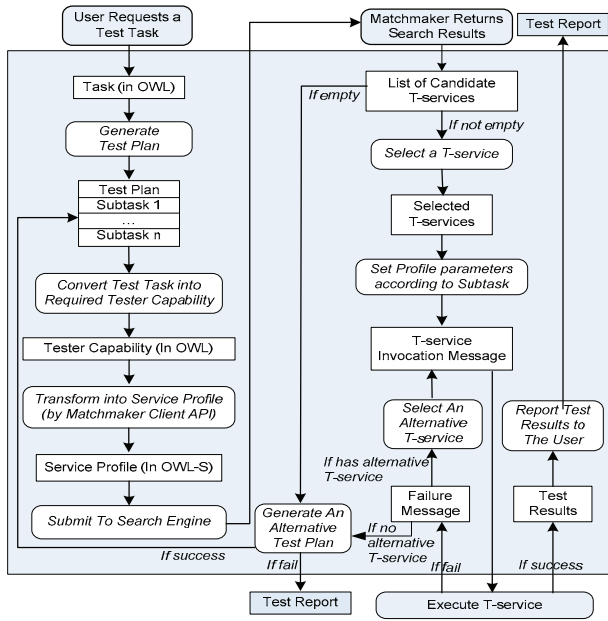 User Requests a
Test Task
Task (in OWL)
Generate
Test Plan
Test Plan
Subtask 1
...
Subtask n
Convert Test Task into
Required Tester Capability
Tester Capability (In OWL)
Transform into Service Profile
(by Matchmaker Client API)
Service Profile (In OWL-S)
Submit To Search Engine
If success
Matchmaker Returns
Search Results
List of Candidate
T-services
If empty
If not empty
Select a T-service
Selected
T-services
Set Profile parameters
according to Subtask
T-service
Invocation Message
Select An
Alternative
T-service
If has alternative
T-service
Failure
Message
If no
alternative
T-service
Generate An
Alternative
Test Plan
If fail
Test Report
If fail
Execute T-service
If success
Test
Results
Report Test
Results to
The User
Test Report